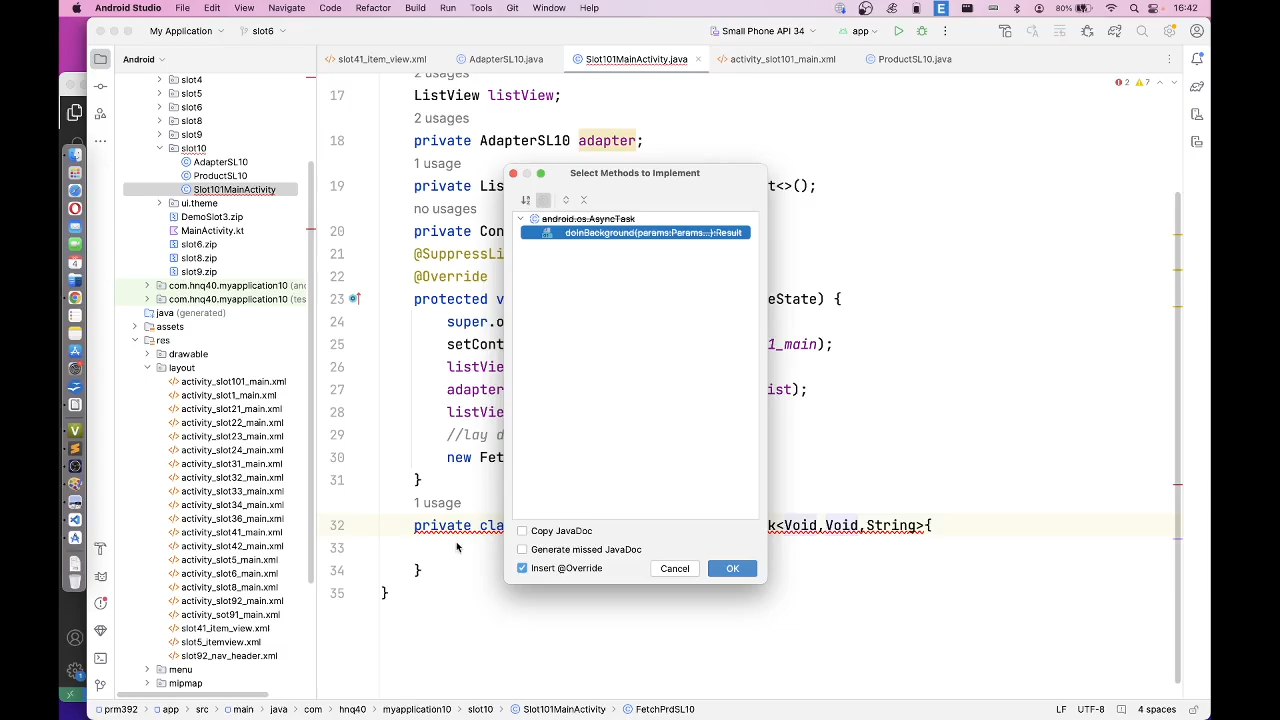 Android Studio File Edit View Navigate Code Refactor Build Run Tools Git Window Help 80% 16:42
My Application slot6 Small Phone API 34 app
Android
slot41_item_view.xml AdapterSL10.java Slot101MainActivity.java activity_slot101_main.xml ProductSL10.java
slot4
slot5
slot6
slot8
slot9
slot10
AdapterSL10
ProductSL10
Slot101MainActivity
ui.theme
DemoSlot3.zip
MainActivity.kt
slot6.zip
slot8.zip
slot9.zip
com.hnq40.myapplication10
com.hnq40.myapplication10 (tes
java (generated)
assets
res
drawable
layout
activity_slot101_main.xml
activity_slot1_main.xml
activity_slot21_main.xml
activity_slot22_main.xml
activity_slot23_main.xml
activity_slot24_main.xml
activity_slot31_main.xml
activity_slot32_main.xml
activity_slot33_main.xml
activity_slot34_main.xml
activity_slot36_main.xml
activity_slot41_main.xml
activity_slot42_main.xml
activity_slot5_main.xml
activity_slot6_main.xml
activity_slot8_main.xml
activity_slot92_main.xml
activity_slot91_main.xml
slot41_item_view.xml
slot5_itemview.xml
slot92_nav_header.xml
menu
mipmap
2 usages
2 7
17 ListView listView;
2 usages
18 private AdapterSL10 adapter;
1 usage
19 private Lis t<>();
no usages
20 private Con
21 @SuppressLi
22 @Override
23 protected v eState) {
24 super.o
25 setCont 1_main);
26 listVie
27 adapter ist);
28 listVie
29 //lay d
30 new Fet
31 }
1 usage
32 private cla k<Void,Void,String>{
33
34 }
35 }
Select Methods to Implement
android.os.AsyncTask
doInBackground(params:Params...):Result
Copy JavaDoc
Generate missed JavaDoc
Insert @Override
Cancel OK
prm392 app src main java com hnq40 myapplication10 slot10 Slot101MainActivity FetchPrdSL10 LF UTF-8 4 spaces